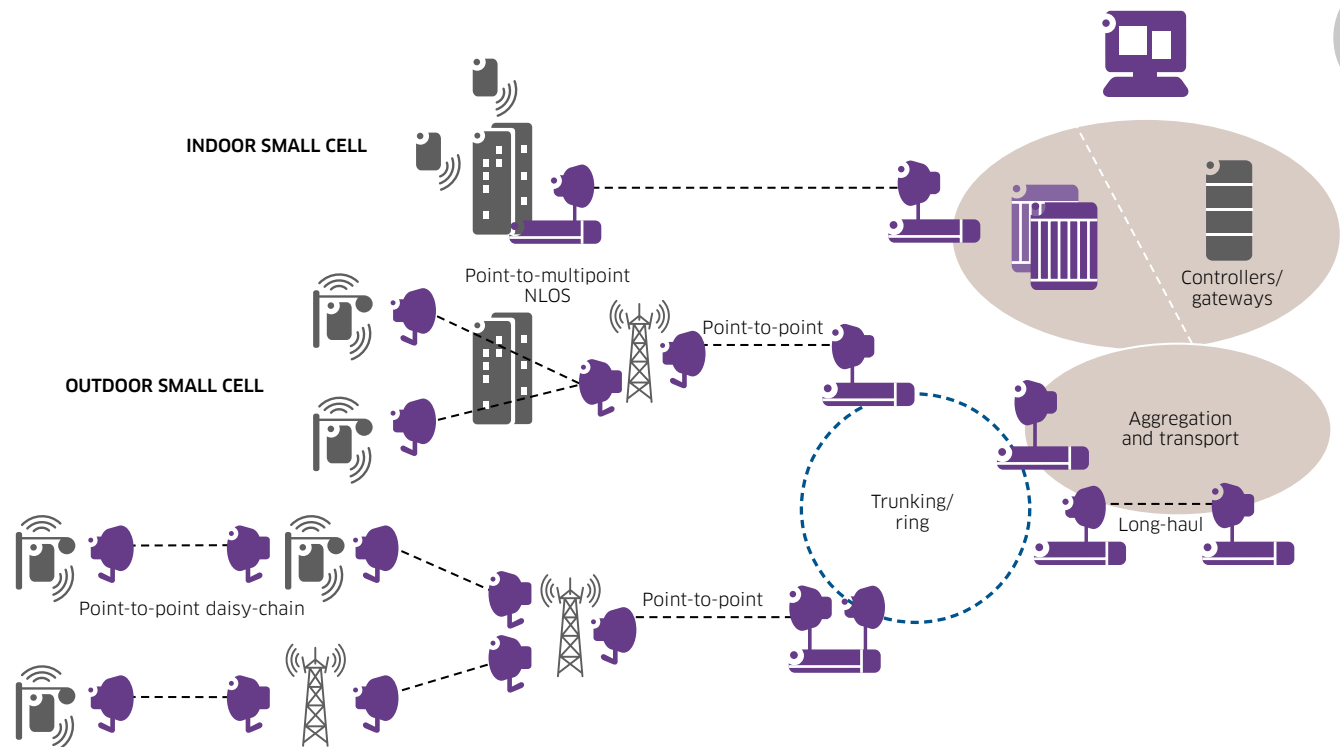 INDOOR SMALL CELL
Point-to-multipoint
NLOS
Controllers/
gateways
Point-to-point
OUTDOOR SMALL CELL
Aggregation
and transport
Trunking/
ring
Long-haul
Point-to-point daisy-chain
Point-to-point